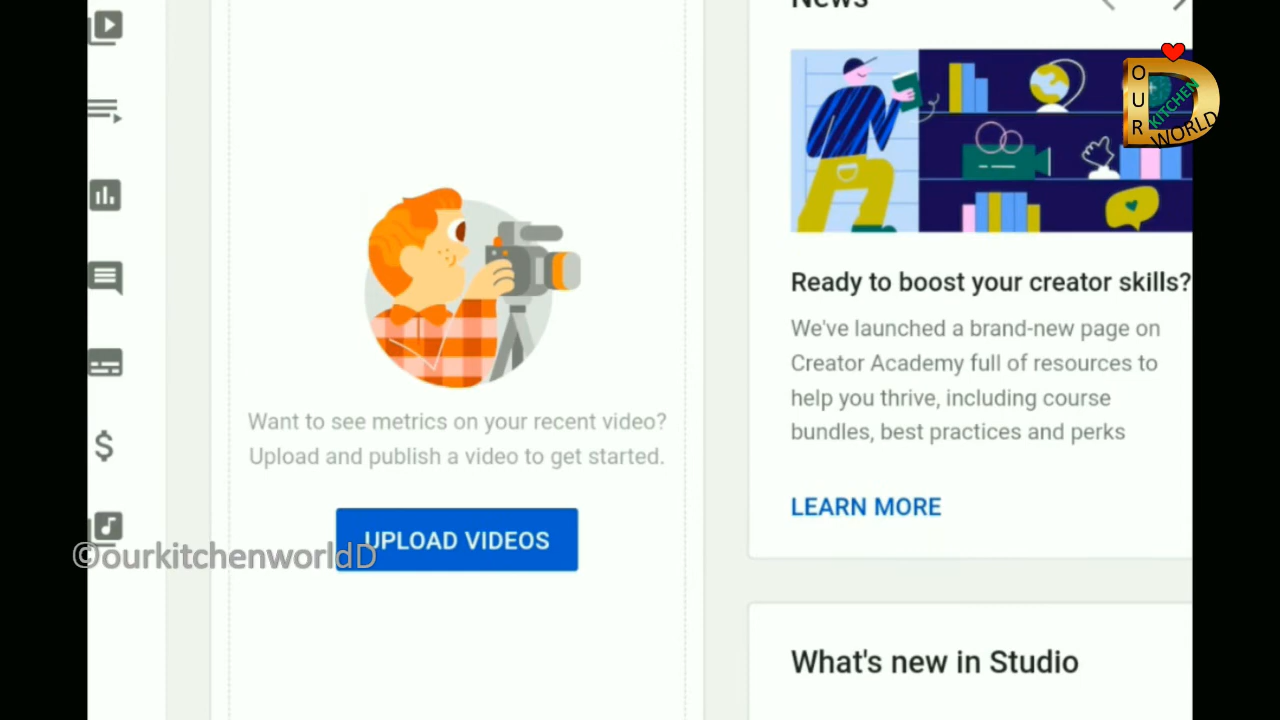 News
OUR
KITCHEN
WORLD
D
Ready to boost your creator skills?
We've launched a brand-new page on
Creator Academy full of resources to
help you thrive, including course
bundles, best practices and perks
LEARN MORE
Want to see metrics on your recent video?
Upload and publish a video to get started.
UPLOAD VIDEOS
©ourkitchenworldD
What's new in Studio